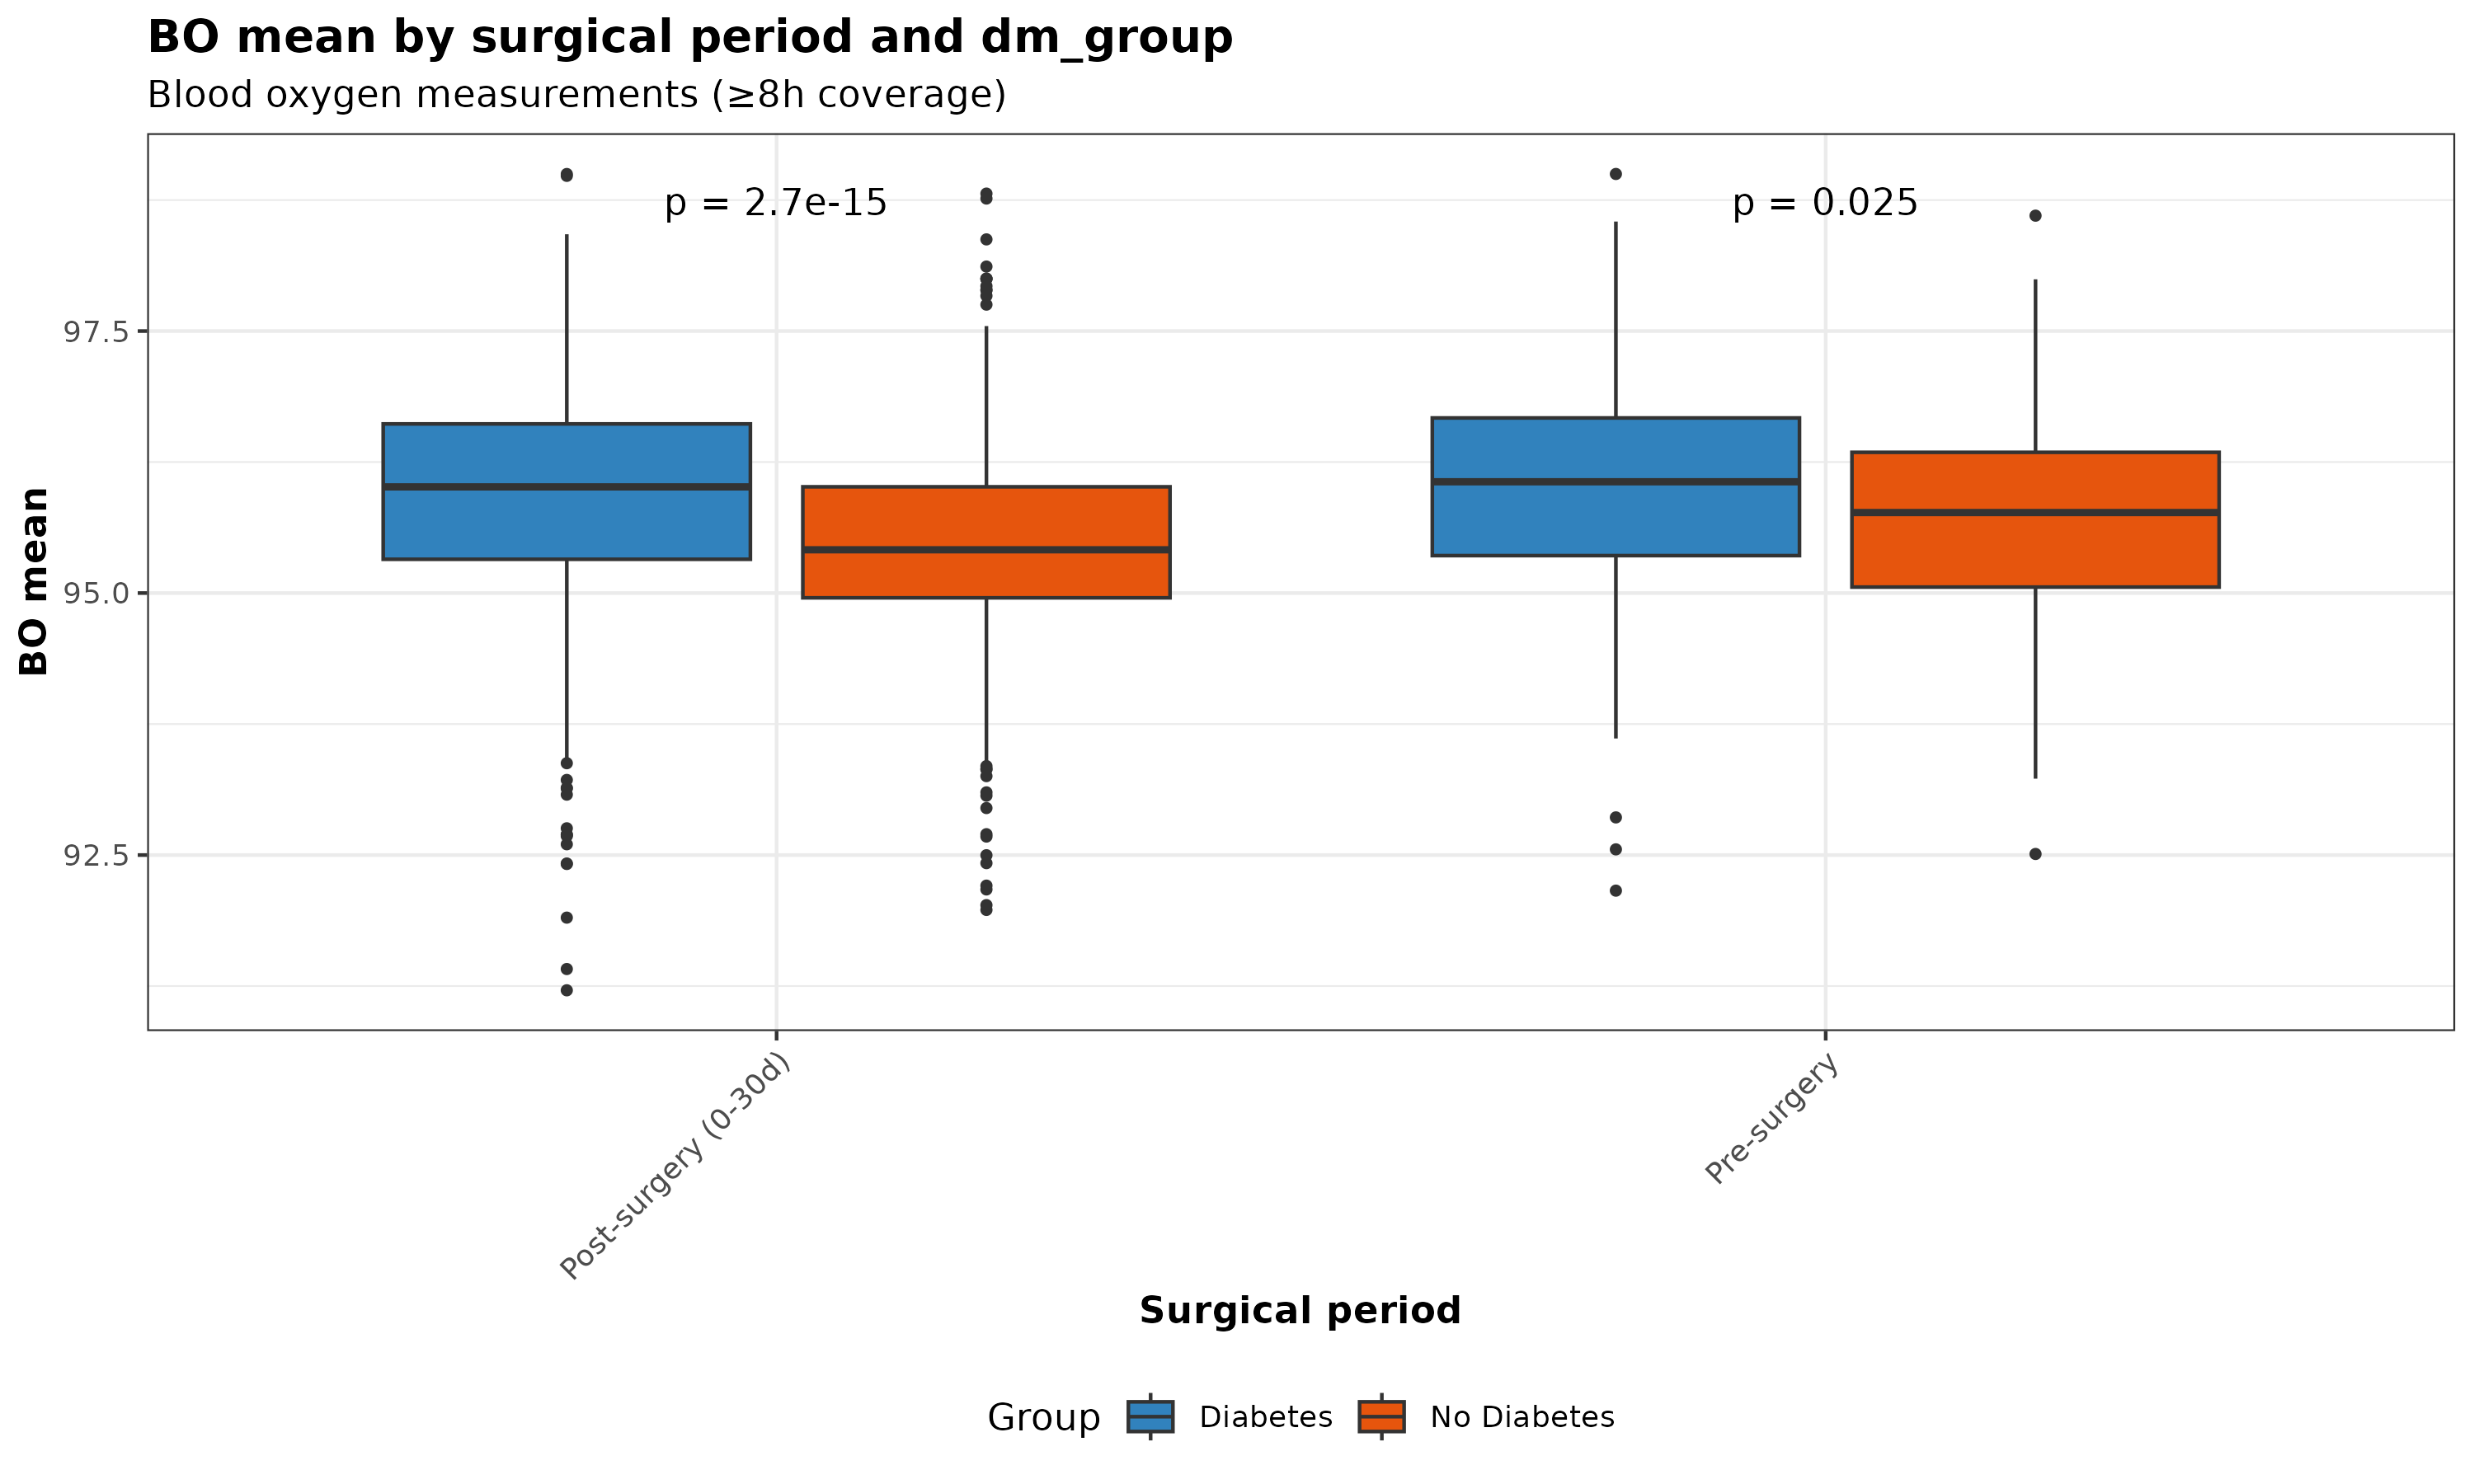 BO mean by surgical period and dm_group
Blood oxygen measurements (≥8h coverage)
p = 2.7e-15
p = 0.025
97.5
95.0
92.5
BO mean
Post-surgery (0-30d)
Pre-surgery
Surgical period
Group
Diabetes
No Diabetes